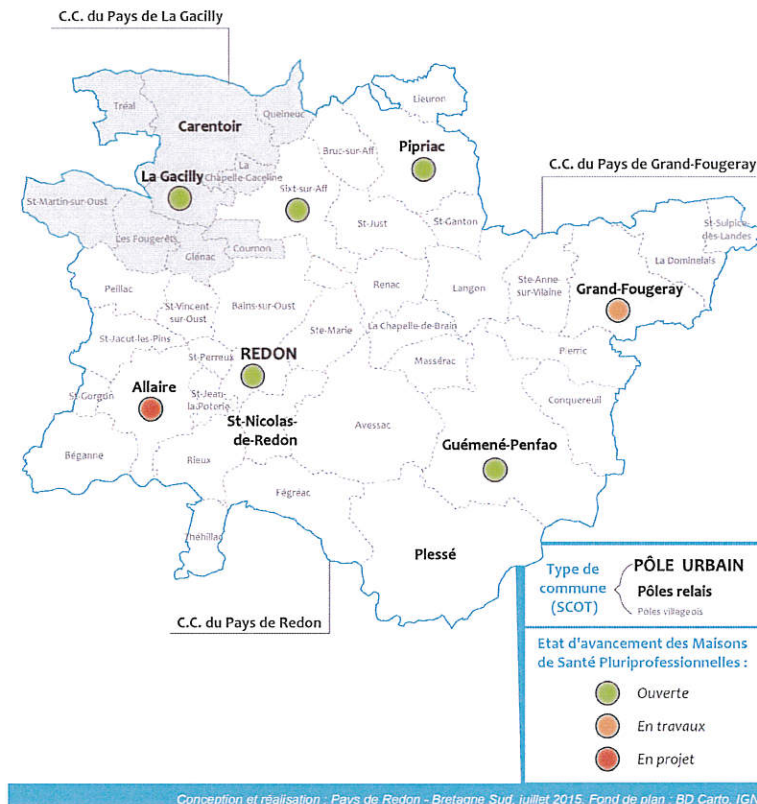 C.C. du Pays de La Gacilly
Lieuron
Tréal
Queineuc
Carentoir
Bruc-sur-Aff
Pipriac
La
Chapelle-Gaceline
La Gacilly
Sixt-sur-Aff
C.C. du Pays de Grand-Fougeray
St-Martin-sur-Oust
St-Just
St-Ganton
St-Sulpice-
des-Landes
Les Fougerêts
Cournon
Glénac
La Dominelais
Peillac
Renac
Langon
Ste-Anne
sur-Vilaine
Grand-Fougeray
St-Vincent
sur-Oust
Bains-sur-Oust
Ste-Marie
La Chapelle-de-Brain
St-Jacut-les-Pins
St-Perreux
REDON
Massérac
Pierric
Allaire
St-Gorgon
St-Jean-
la-Poterie
Conquereuil
St-Nicolas-
de-Redon
Avessac
Guémené-Penfao
Béganne
Rieux
Fégréac
Théhillac
Plessé
C.C. du Pays de Redon
Type de
commune
(SCOT)
PÔLE URBAIN
Pôles relais
Pôles villageois
Etat d'avancement des Maisons
de Santé Pluriprofessionnelles :
Ouverte
En travaux
En projet
Conception et réalisation : Pays de Redon - Bretagne Sud, juillet 2015. Fond de plan : BD Carto, IGN